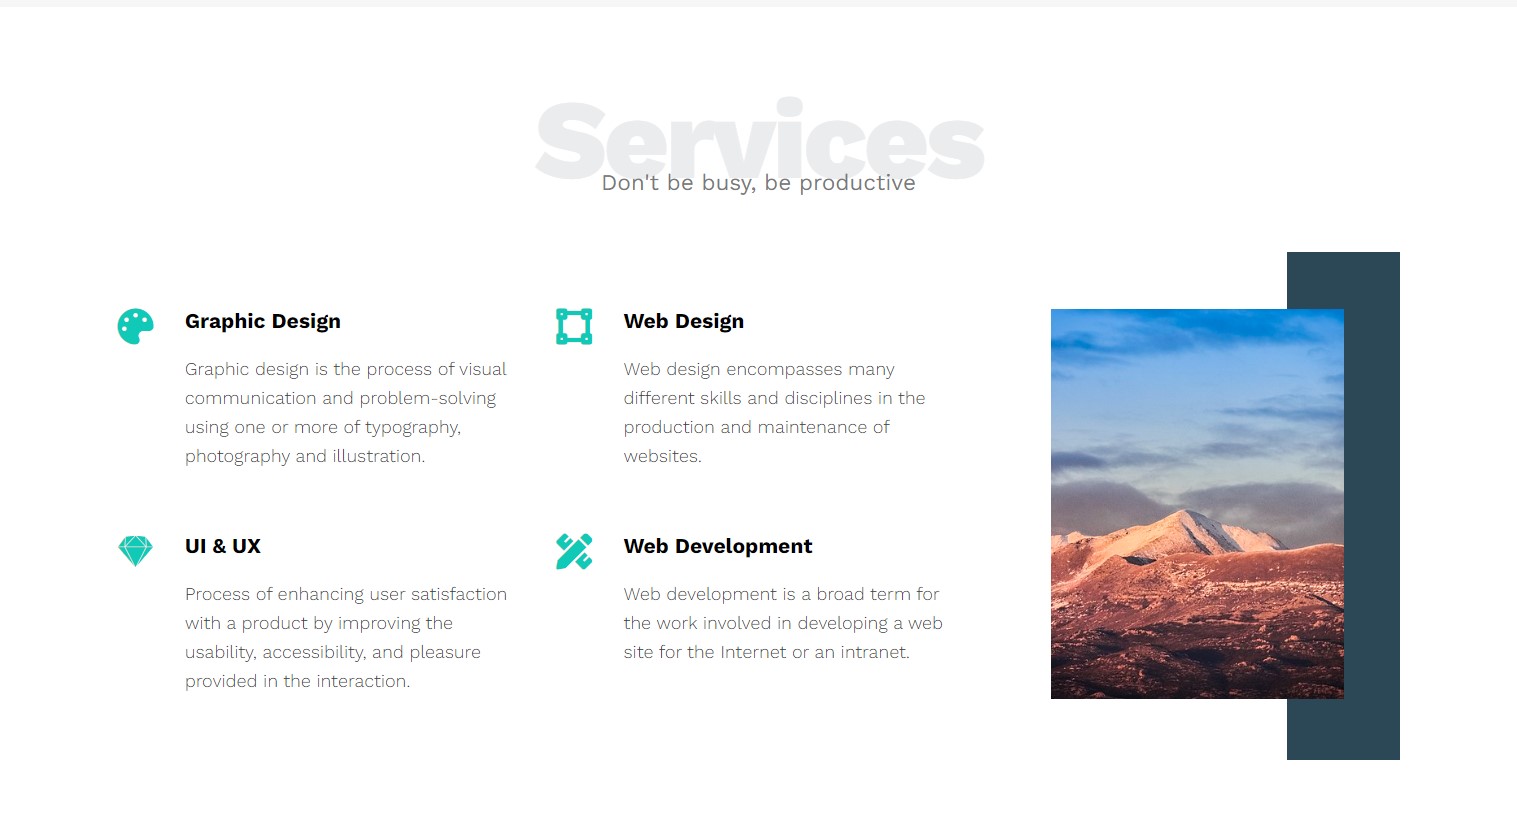 Services
Don't be busy, be productive
Graphic Design
Graphic design is the process of visual
communication and problem-solving
using one or more of typography,
photography and illustration.
Web Design
Web design encompasses many
different skills and disciplines in the
production and maintenance of
websites.
UI & UX
Process of enhancing user satisfaction
with a product by improving the
usability, accessibility, and pleasure
provided in the interaction.
Web Development
Web development is a broad term for
the work involved in developing a web
site for the Internet or an intranet.